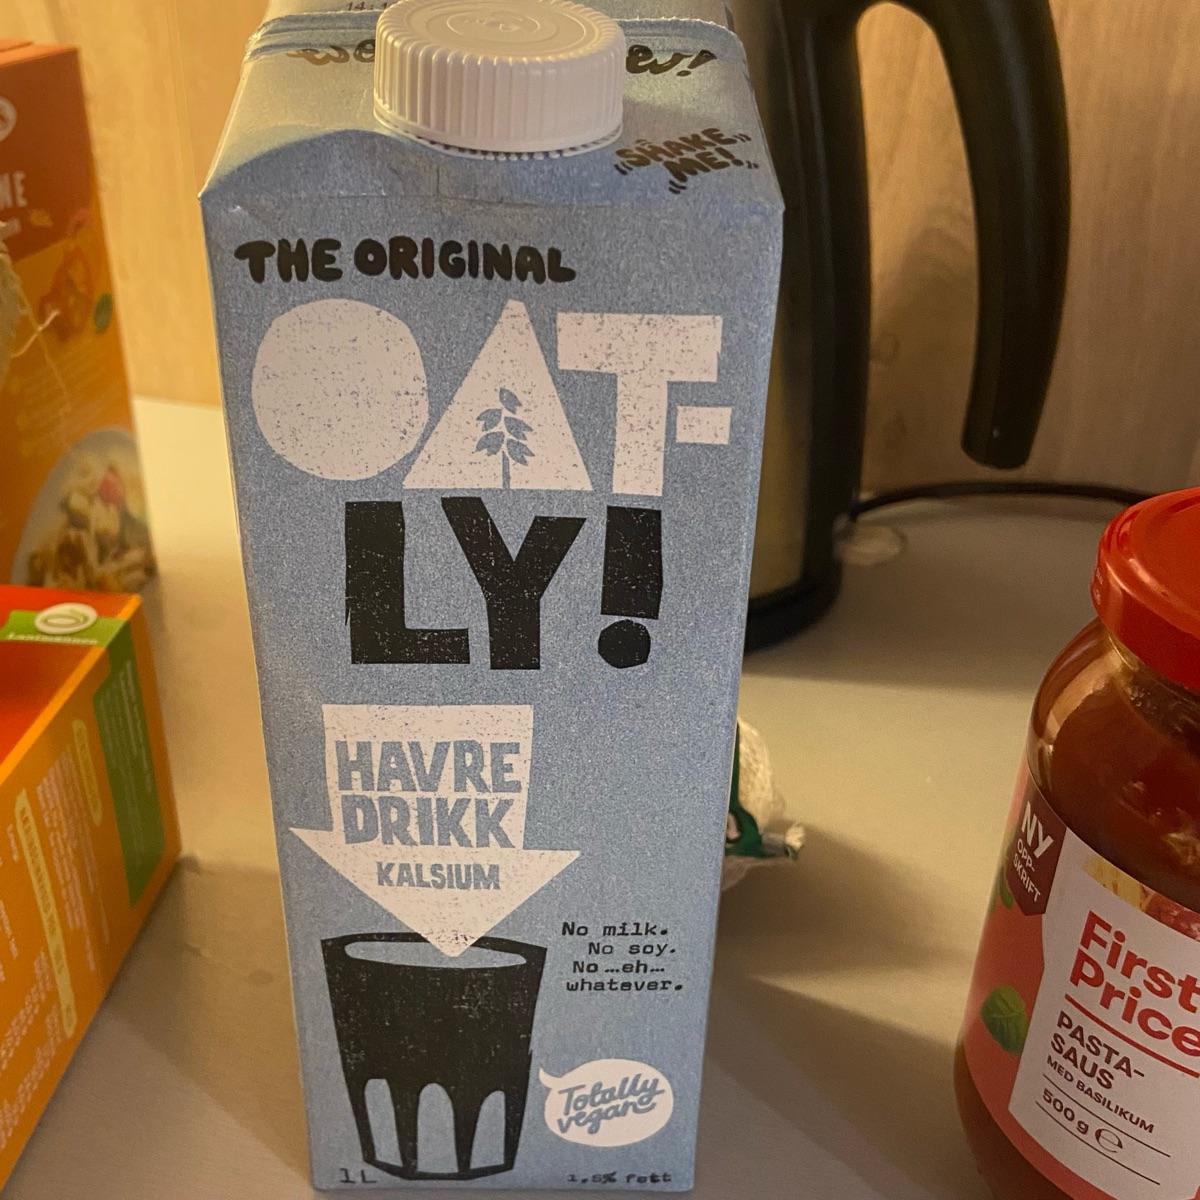 SHAKE
ME!
THE ORIGINAL
OAT-
LY!
HAVRE
DRIKK
KALSIUM
No milk.
No soy.
No ...eh...
whatever.
Totally
vegan
1L
1,5% fett
NY
OPP-
SKRIFT
First
Price
PASTA-
SAUS
MED BASILIKUM
500 g e